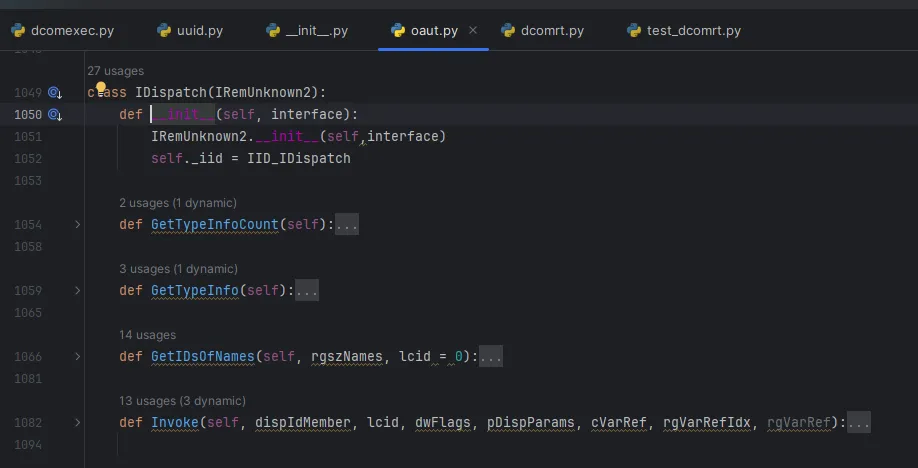 dcomexec.py uuid.py __init__.py oaut.py × dcomrt.py test_dcomrt.py
27 usages
1049 class IDispatch(IRemUnknown2):
1050 def __init__(self, interface):
1051 IRemUnknown2.__init__(self,interface)
1052 self._iid = IID_IDispatch
1053
2 usages (1 dynamic)
1054 > def GetTypeInfoCount(self):...
1058
3 usages (1 dynamic)
1059 > def GetTypeInfo(self):...
1065
14 usages
1066 > def GetIDsOfNames(self, rgszNames, lcid = 0):...
1081
13 usages (3 dynamic)
1082 > def Invoke(self, dispIdMember, lcid, dwFlags, pDispParams, cVarRef, rgVarRefIdx, rgVarRef):...
1094